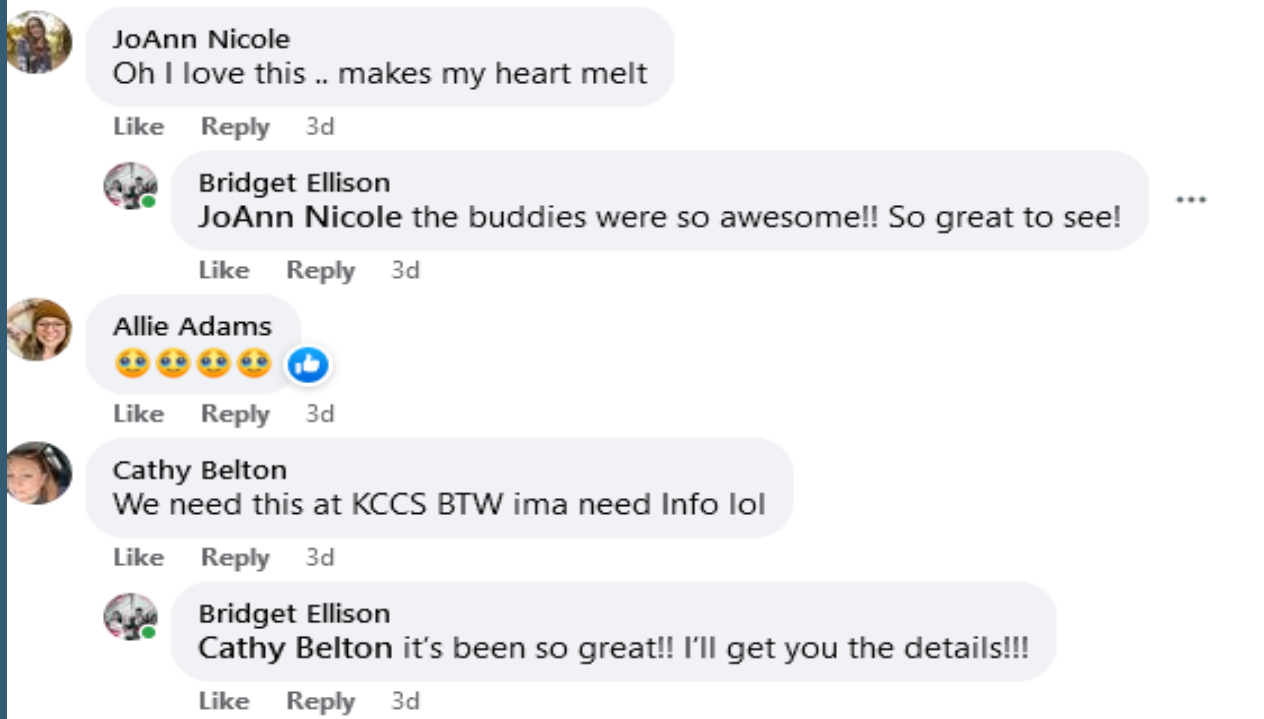 JoAnn Nicole
Oh I love this .. makes my heart melt
Like Reply 3d
Bridget Ellison
JoAnn Nicole the buddies were so awesome!! So great to see!
Like Reply 3d
Allie Adams
🥹🥹🥹🥹
Like Reply 3d
Cathy Belton
We need this at KCCS BTW ima need Info lol
Like Reply 3d
Bridget Ellison
Cathy Belton it’s been so great!! I’ll get you the details!!!
Like Reply 3d